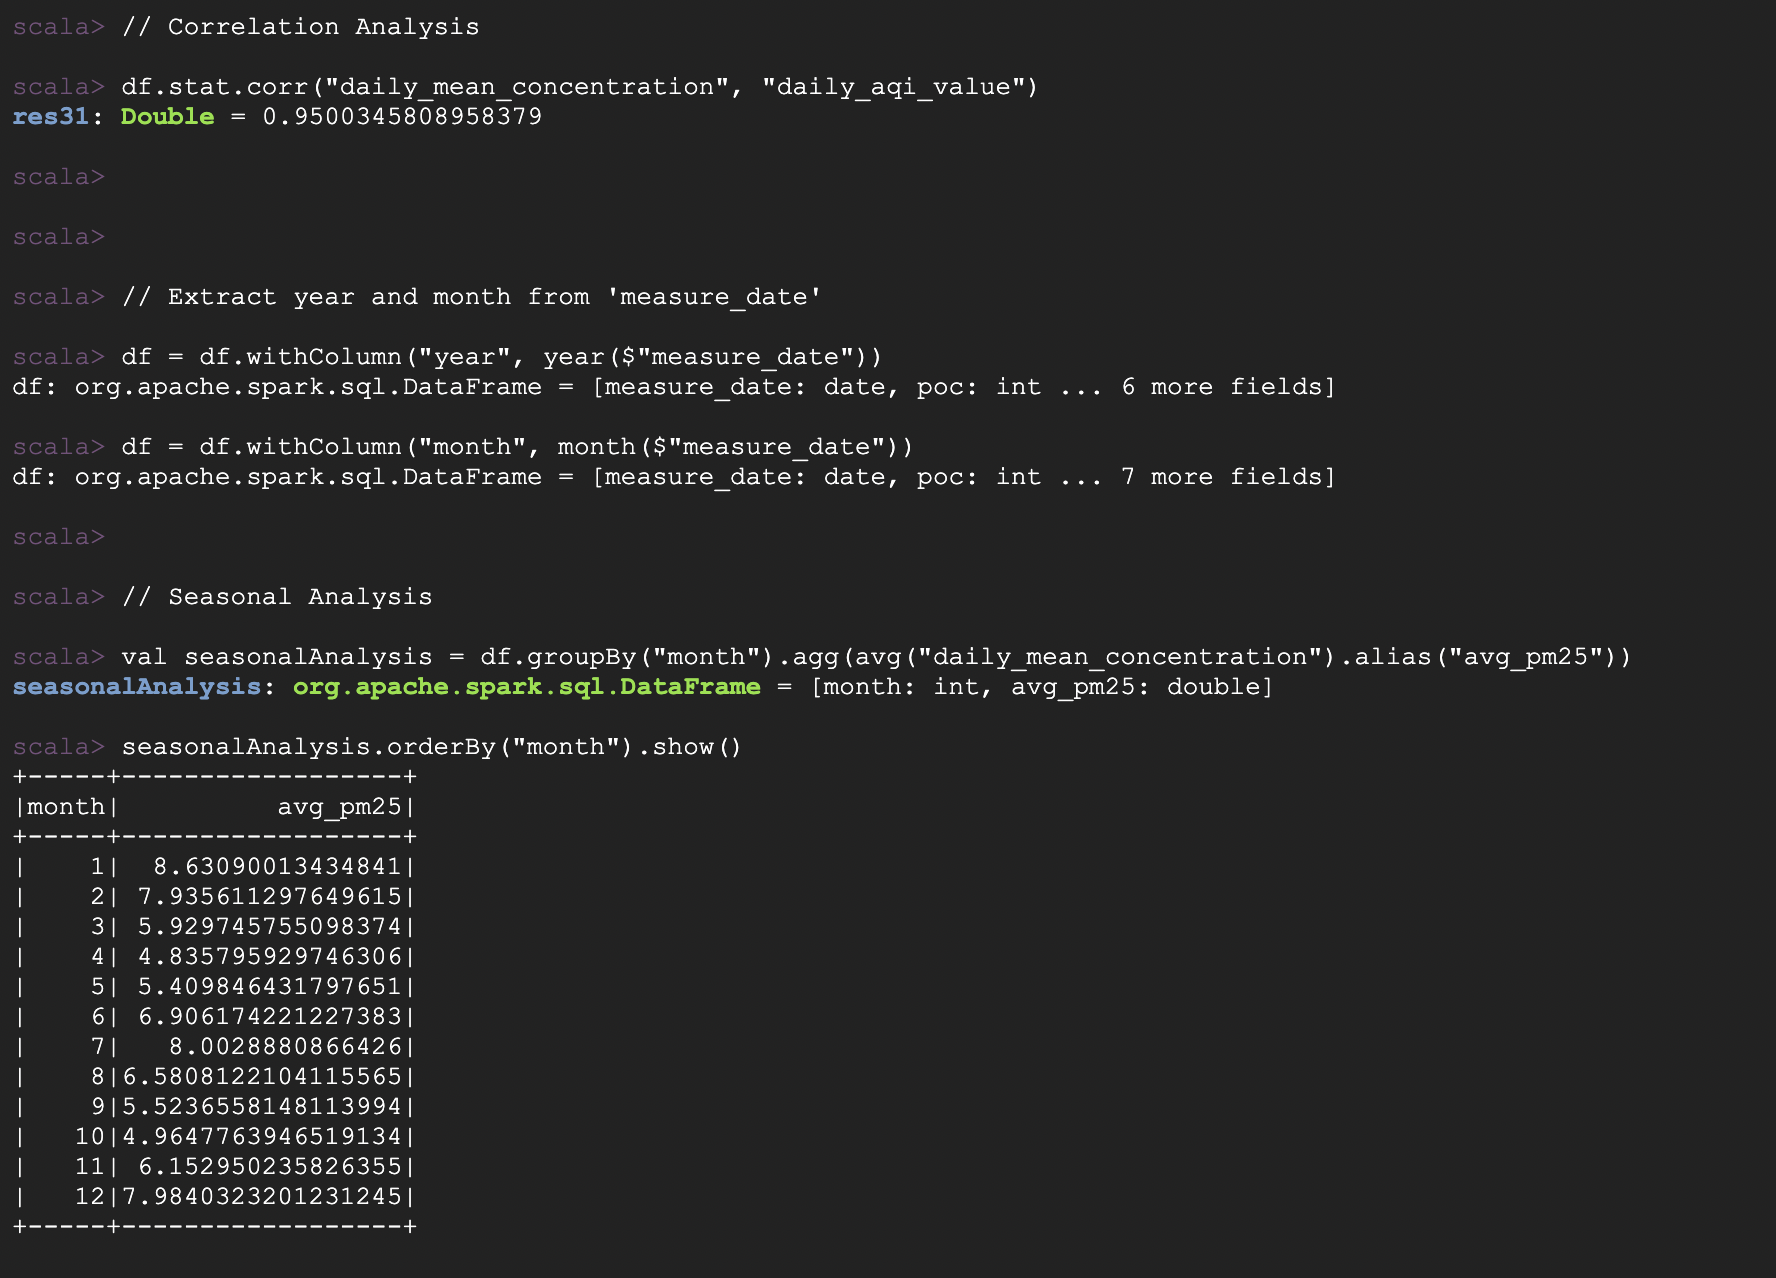 scala> // Correlation Analysis
scala> df.stat.corr("daily_mean_concentration", "daily_aqi_value")
res31: Double = 0.9500345808958379
scala>
scala>
scala> // Extract year and month from 'measure_date'
scala> df = df.withColumn("year", year($"measure_date"))
df: org.apache.spark.sql.DataFrame = [measure_date: date, poc: int ... 6 more fields]
scala> df = df.withColumn("month", month($"measure_date"))
df: org.apache.spark.sql.DataFrame = [measure_date: date, poc: int ... 7 more fields]
scala>
scala> // Seasonal Analysis
scala> val seasonalAnalysis = df.groupBy("month").agg(avg("daily_mean_concentration").alias("avg_pm25"))
seasonalAnalysis: org.apache.spark.sql.DataFrame = [month: int, avg_pm25: double]
scala> seasonalAnalysis.orderBy("month").show()
+-----+------------------+
|month|          avg_pm25|
+-----+------------------+
|    1|  8.63090013434841|
|    2| 7.935611297649615|
|    3| 5.929745755098374|
|    4| 4.835795929746306|
|    5| 5.409846431797651|
|    6| 6.906174221227383|
|    7|   8.0028880866426|
|    8|6.5808122104115565|
|    9|5.5236558148113994|
|   10|4.9647763946519134|
|   11| 6.152950235826355|
|   12|7.9840323201231245|
+-----+------------------+